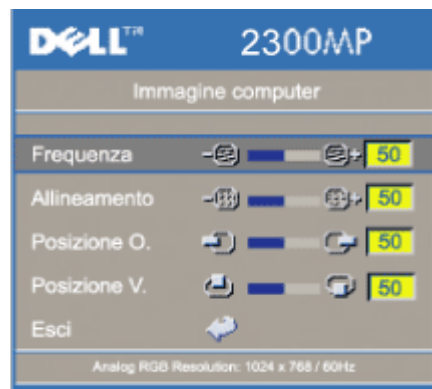 DELL™ 2300MP
Immagine computer
Frequenza - + 50
Allineamento - + 50
Posizione O. 50
Posizione V. 50
Esci
Analog RGB Resolution: 1024 x 768 / 60Hz